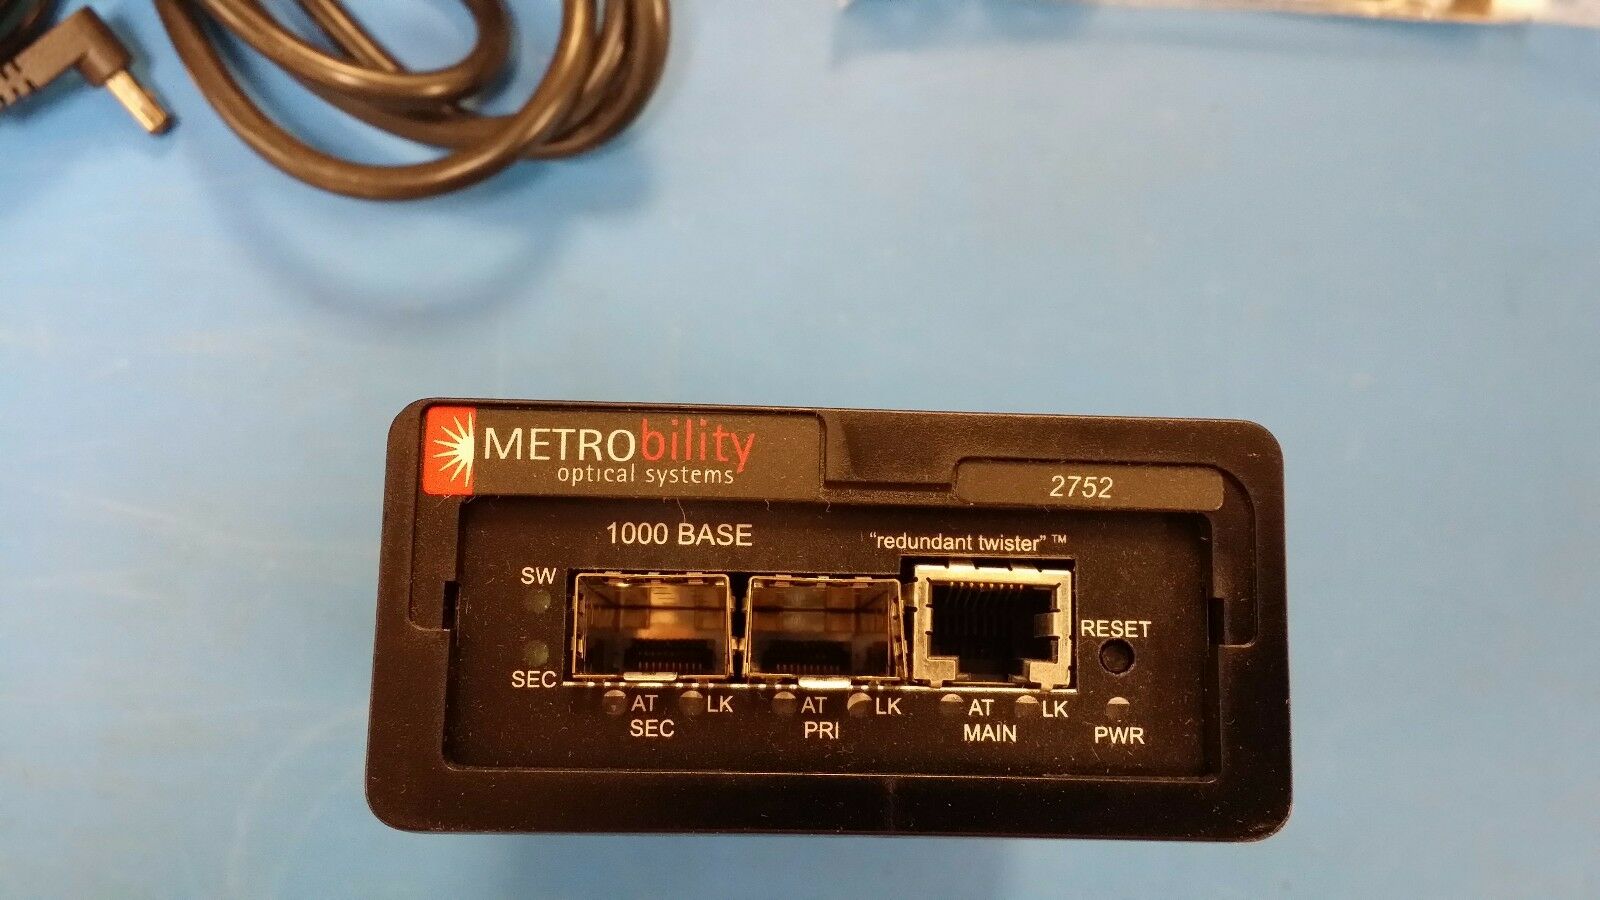 METRObility
optical systems
2752
1000 BASE
"redundant twister" ™
SW
SEC
RESET
AT LK
SEC
AT LK
PRI
AT LK
MAIN
PWR